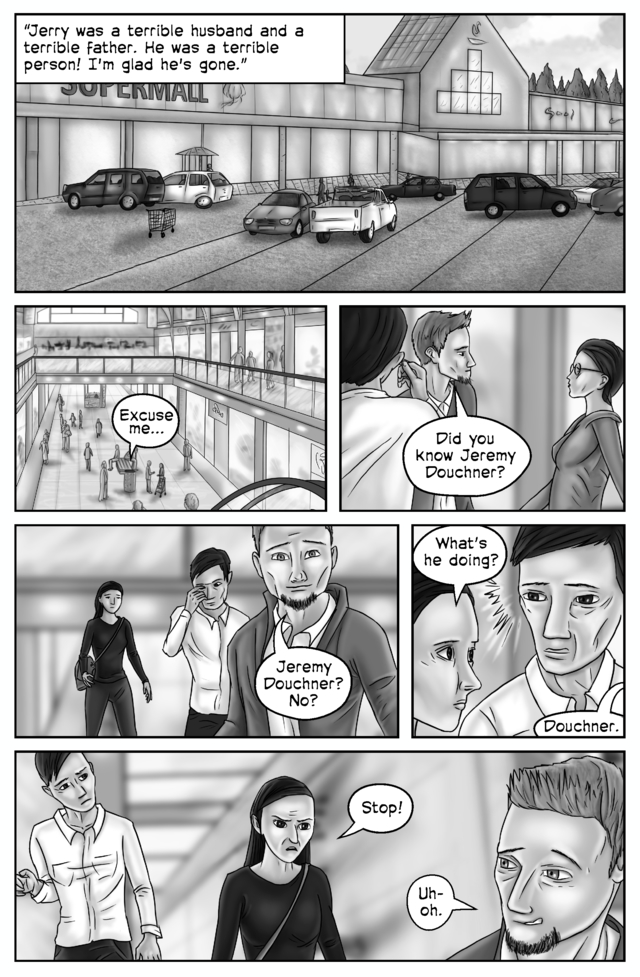 "Jerry was a terrible husband and a
terrible father. He was a terrible
person! I'm glad he's gone."
SUPERMALL
Excuse
me...
Did you
know Jeremy
Douchner?
Jeremy
Douchner?
No?
What's
he doing?
Douchner.
Stop!
Uh-
oh.